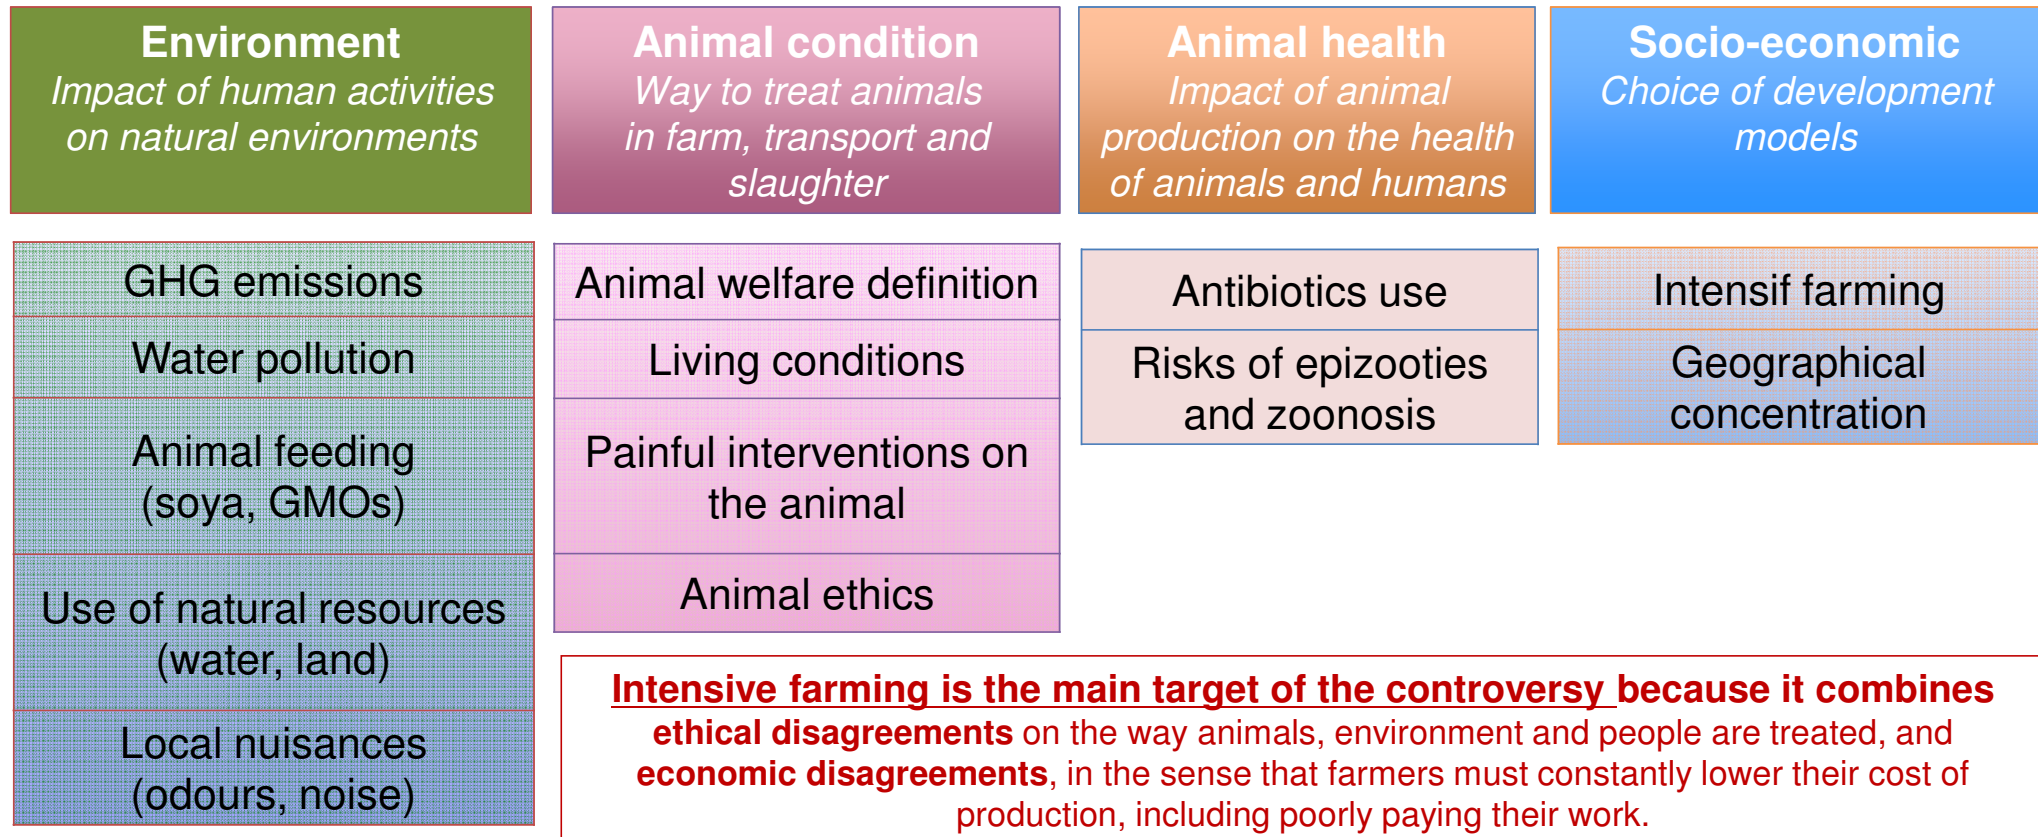 Environment
Impact of human activities
on natural environments
GHG emissions
Water pollution
Animal feeding
(soya, GMOs)
Use of natural resources
(water, land)
Local nuisances
(odours, noise)
Animal condition
Way to treat animals
in farm, transport and
slaughter
Animal welfare definition
Living conditions
Painful interventions on
the animal
Animal ethics
Animal health
Impact of animal
production on the health
of animals and humans
Antibiotics use
Risks of epizooties
and zoonosis
Socio-economic
Choice of development
models
Intensif farming
Geographical
concentration
Intensive farming is the main target of the controversy because it combines
ethical disagreements on the way animals, environment and people are treated, and
economic disagreements, in the sense that farmers must constantly lower their cost of
production, including poorly paying their work.